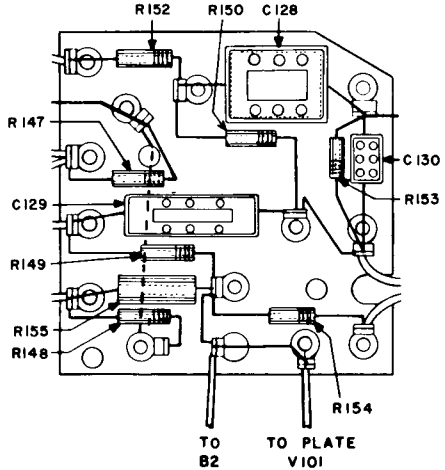 R152
R150
C128
R147
C130
R153
C129
R149
R155
R148
R154
TO
B2
TO PLATE
V101